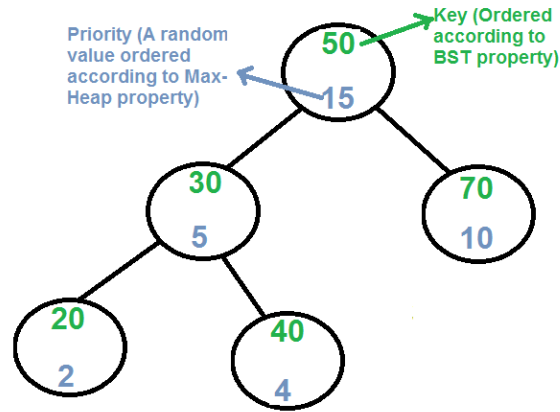 Priority (A random
value ordered
according to Max-
Heap property)
Key (Ordered
according to
BST property)
50
15
30
5
70
10
20
2
40
4